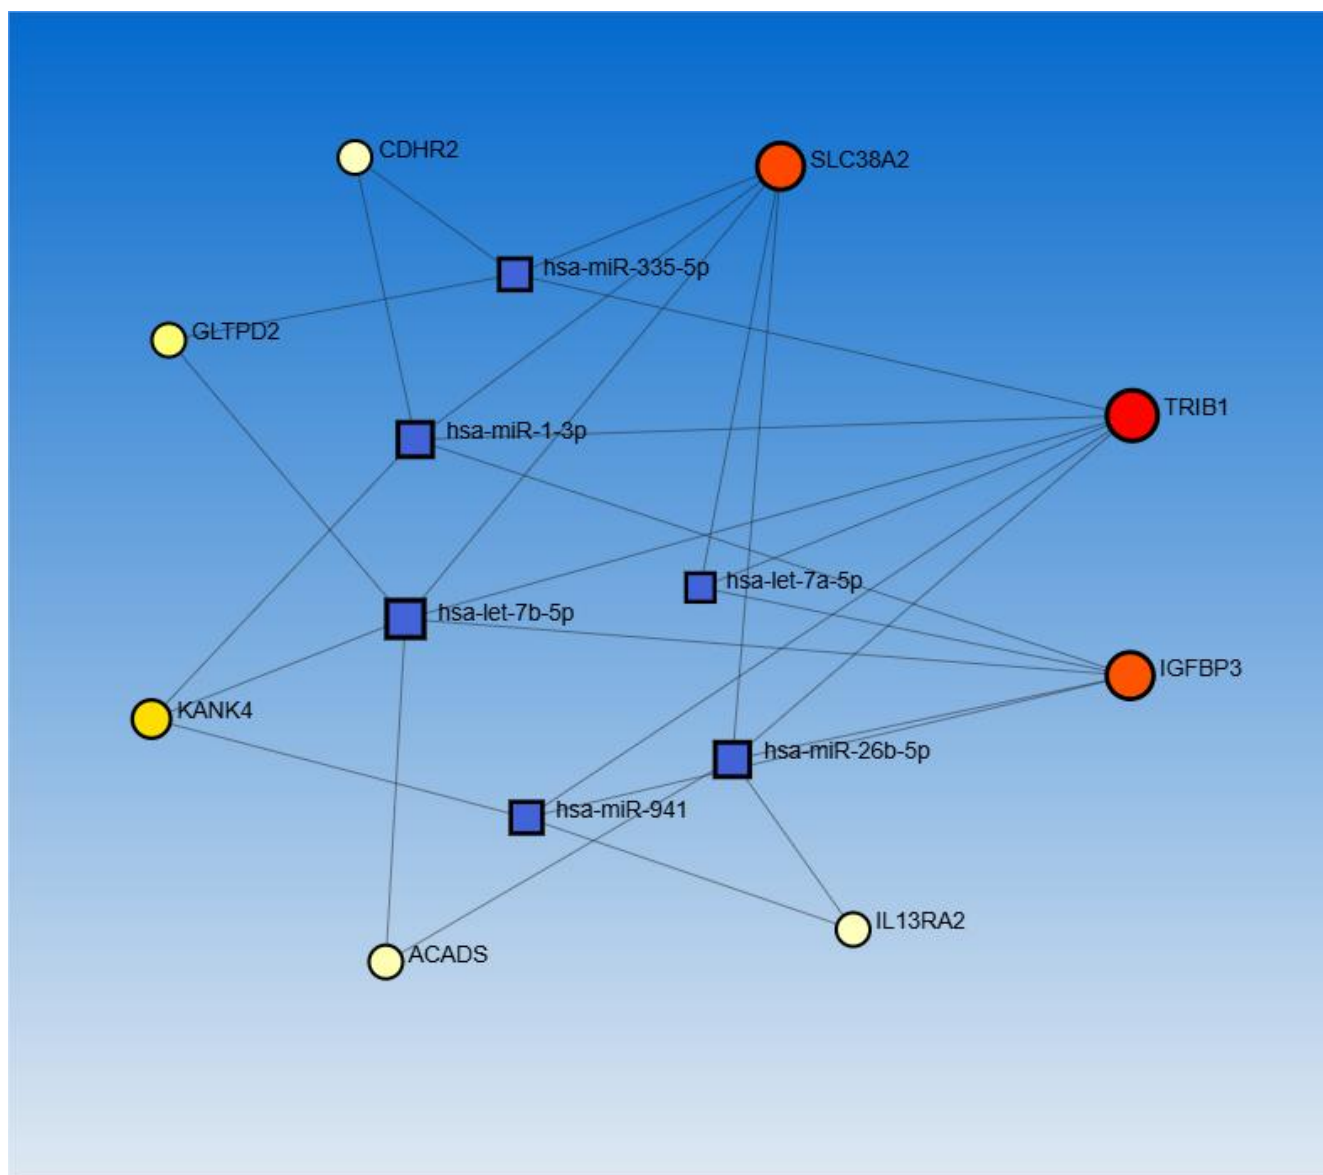 CDHR2
SLC38A2
hsa-miR-335-5p
GLTPD2
TRIB1
hsa-miR-1-3p
hsa-let-7a-5p
hsa-let-7b-5p
IGFBP3
KANK4
hsa-miR-26b-5p
hsa-miR-941
IL13RA2
ACADS